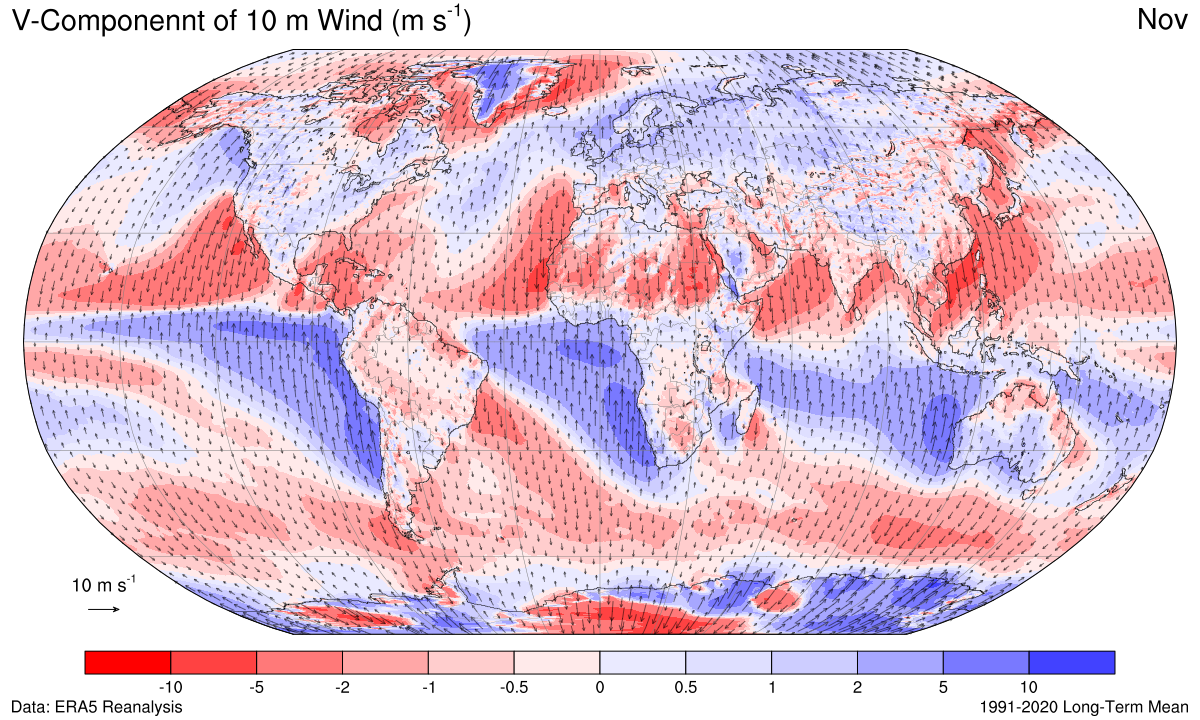 V-Componennt of 10 m Wind (m s⁻¹) Nov
10 m s⁻¹
-10 -5 -2 -1 -0.5 0 0.5 1 2 5 10
Data: ERA5 Reanalysis 1991-2020 Long-Term Mean